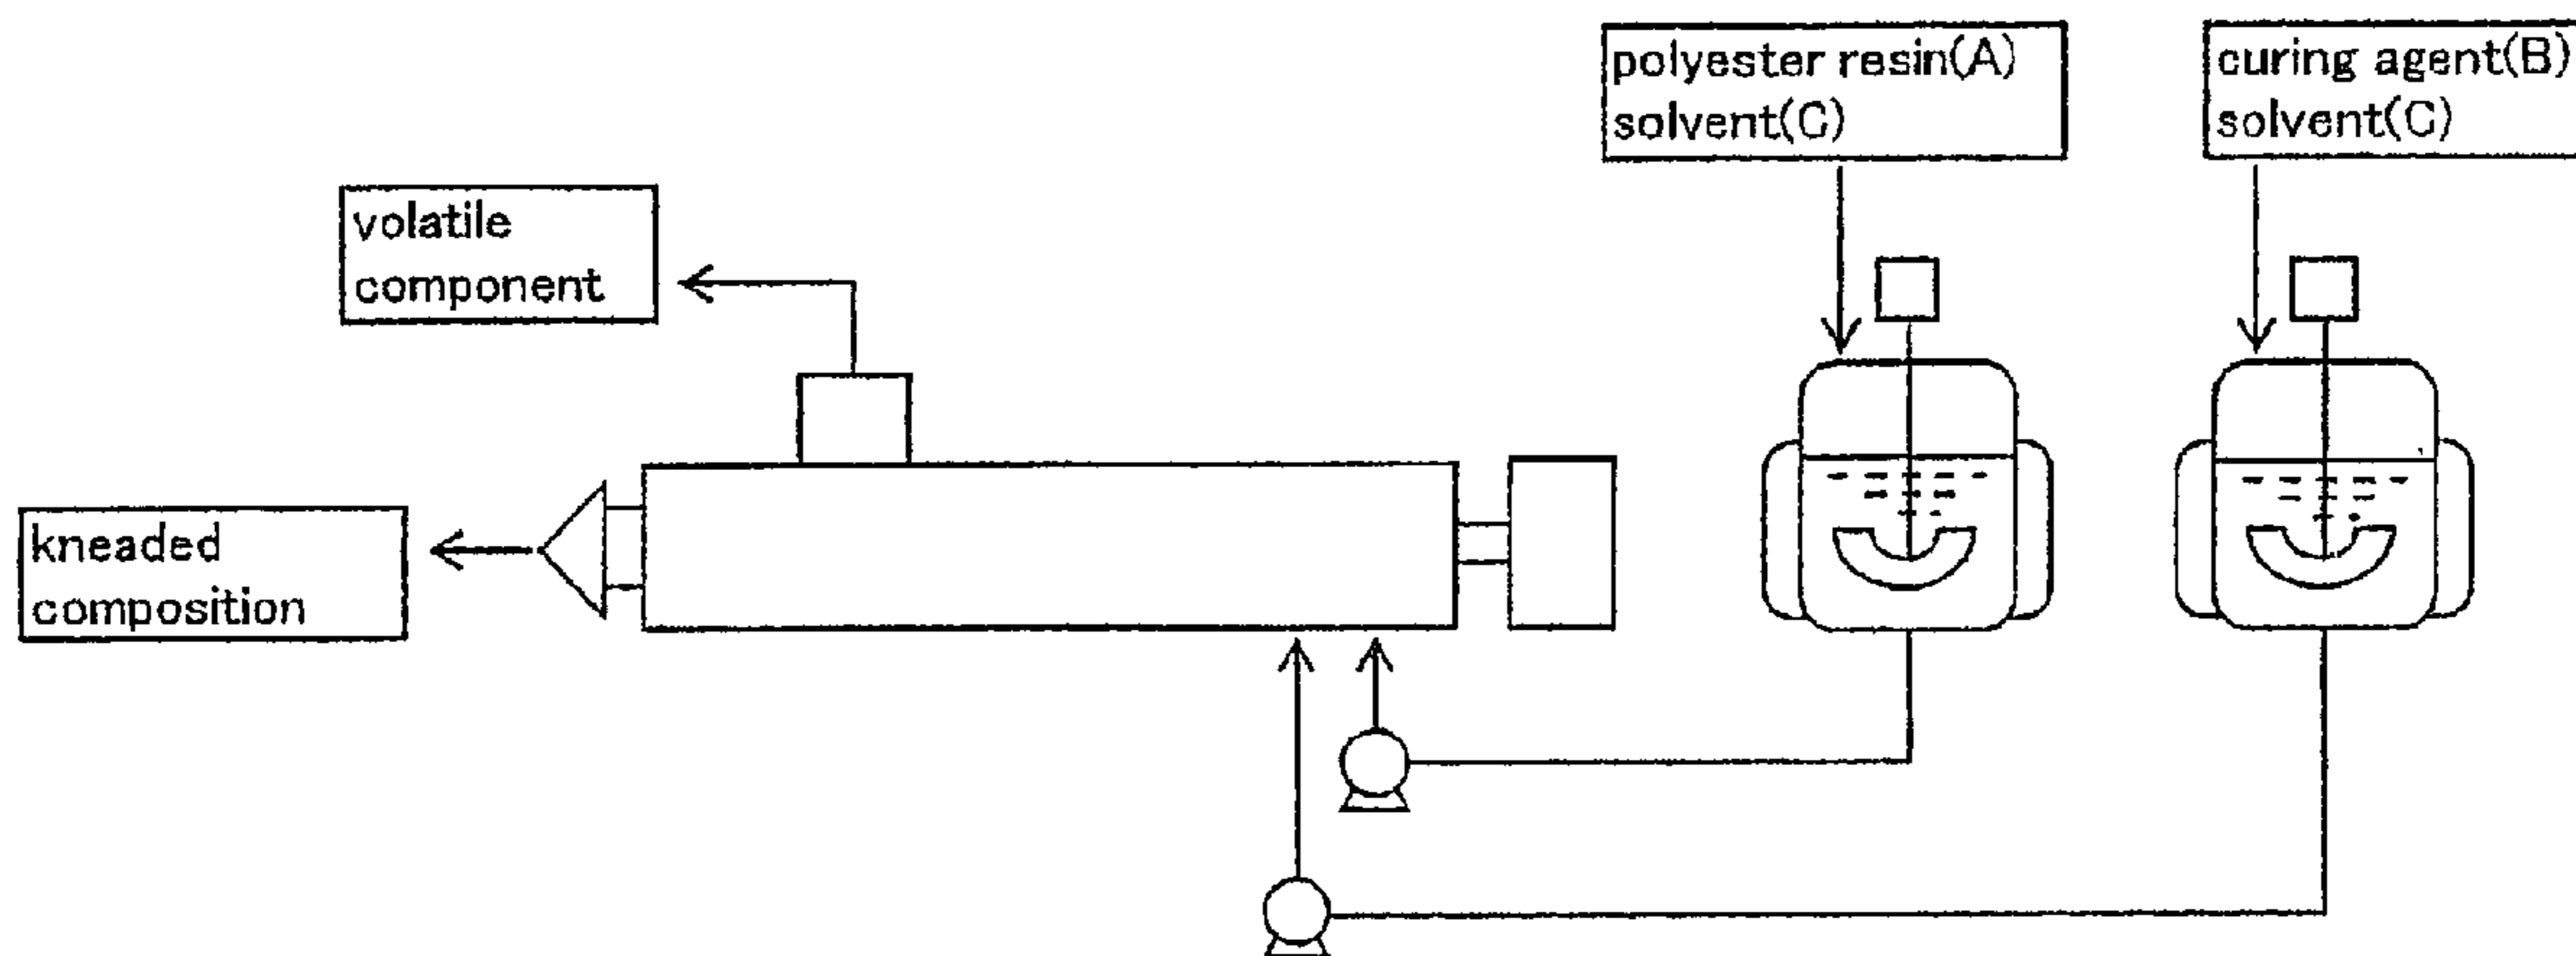 polyester resin(A)
solvent(C)
curing agent(B)
solvent(C)
volatile
component
kneaded
composition